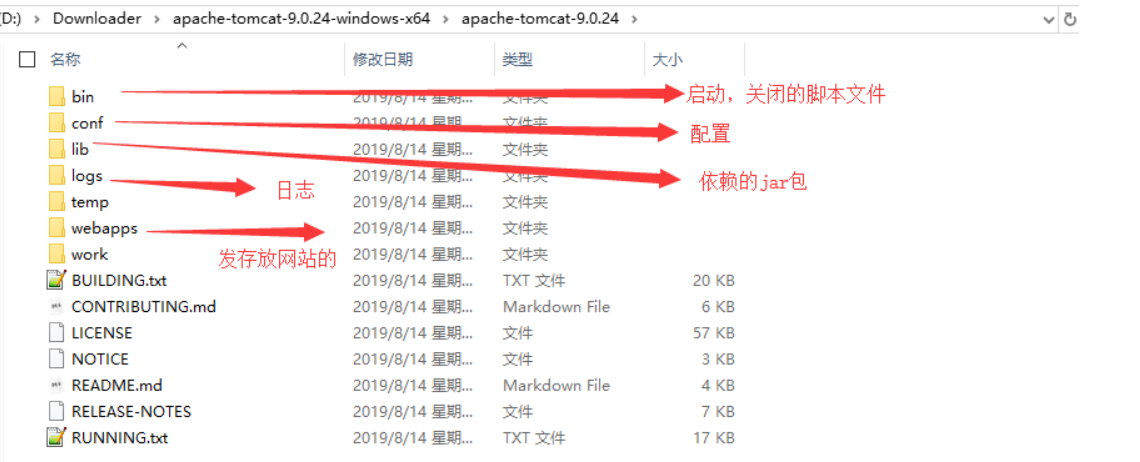 (D:) › Downloader › apache-tomcat-9.0.24-windows-x64 › apache-tomcat-9.0.24 ›
名称 修改日期 类型 大小
bin 2019/8/14 星期... 文件夹 启动，关闭的脚本文件
conf 2019/8/14 星期... 文件夹 配置
lib 2019/8/14 星期... 文件夹
logs 2019/8/14 星期... 文件夹 依赖的jar包
日志
temp 2019/8/14 星期... 文件夹
webapps 2019/8/14 星期... 文件夹
work 2019/8/14 星期... 文件夹
发存放网站的
BUILDING.txt 2019/8/14 星期... TXT 文件 20 KB
CONTRIBUTING.md 2019/8/14 星期... Markdown File 6 KB
LICENSE 2019/8/14 星期... 文件 57 KB
NOTICE 2019/8/14 星期... 文件 3 KB
README.md 2019/8/14 星期... Markdown File 4 KB
RELEASE-NOTES 2019/8/14 星期... 文件 7 KB
RUNNING.txt 2019/8/14 星期... TXT 文件 17 KB